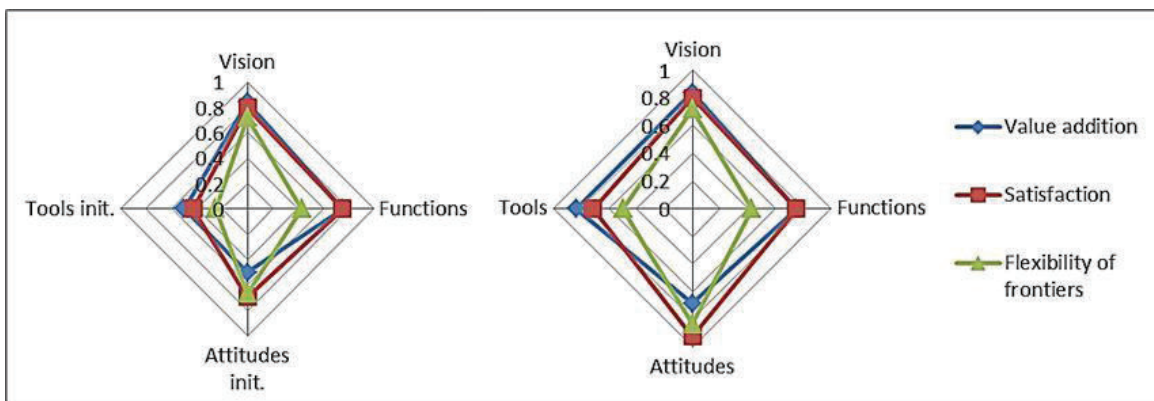 Vision
1
0.8
0.6
0.4
0.2
0
Tools init.
Functions
Attitudes
init.
Vision
1
0.8
0.6
0.4
0.2
0
Tools
Functions
Attitudes
Value addition
Satisfaction
Flexibility of
frontiers